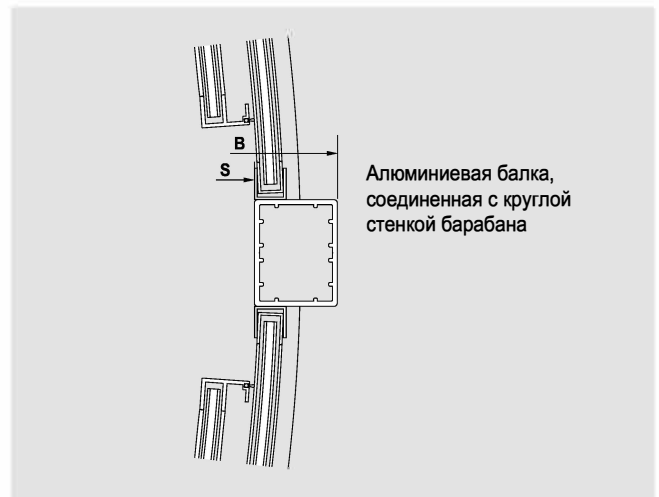 B
S
Алюминиевая балка,
соединенная с круглой
стенкой барабана